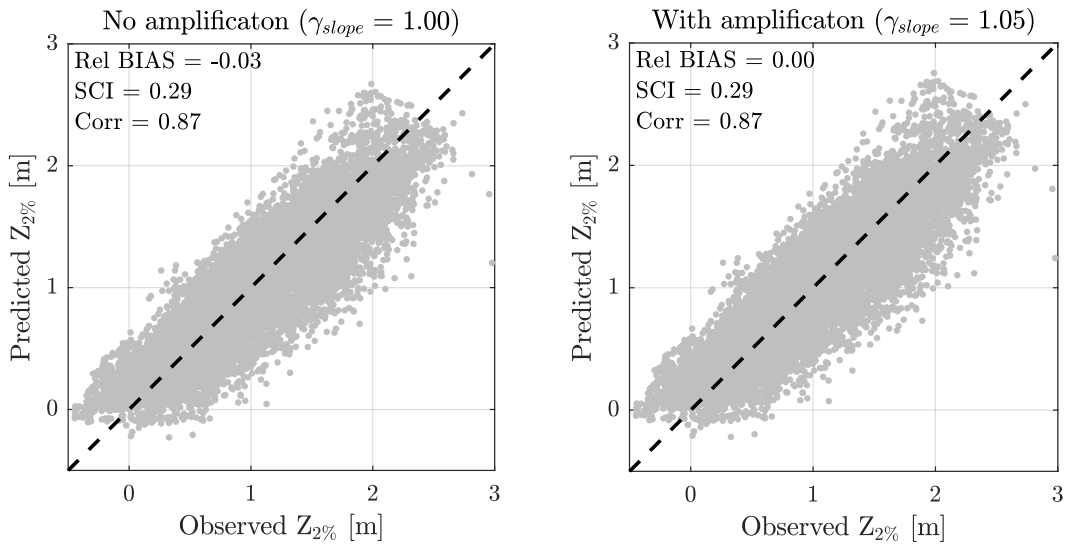 No amplificaton (γslope = 1.00)
Rel BIAS = -0.03
SCI = 0.29
Corr = 0.87
3
2
1
0
Predicted Z2% [m]
0 1 2 3
Observed Z2% [m]
With amplificaton (γslope = 1.05)
Rel BIAS = 0.00
SCI = 0.29
Corr = 0.87
3
2
1
0
Predicted Z2% [m]
0 1 2 3
Observed Z2% [m]